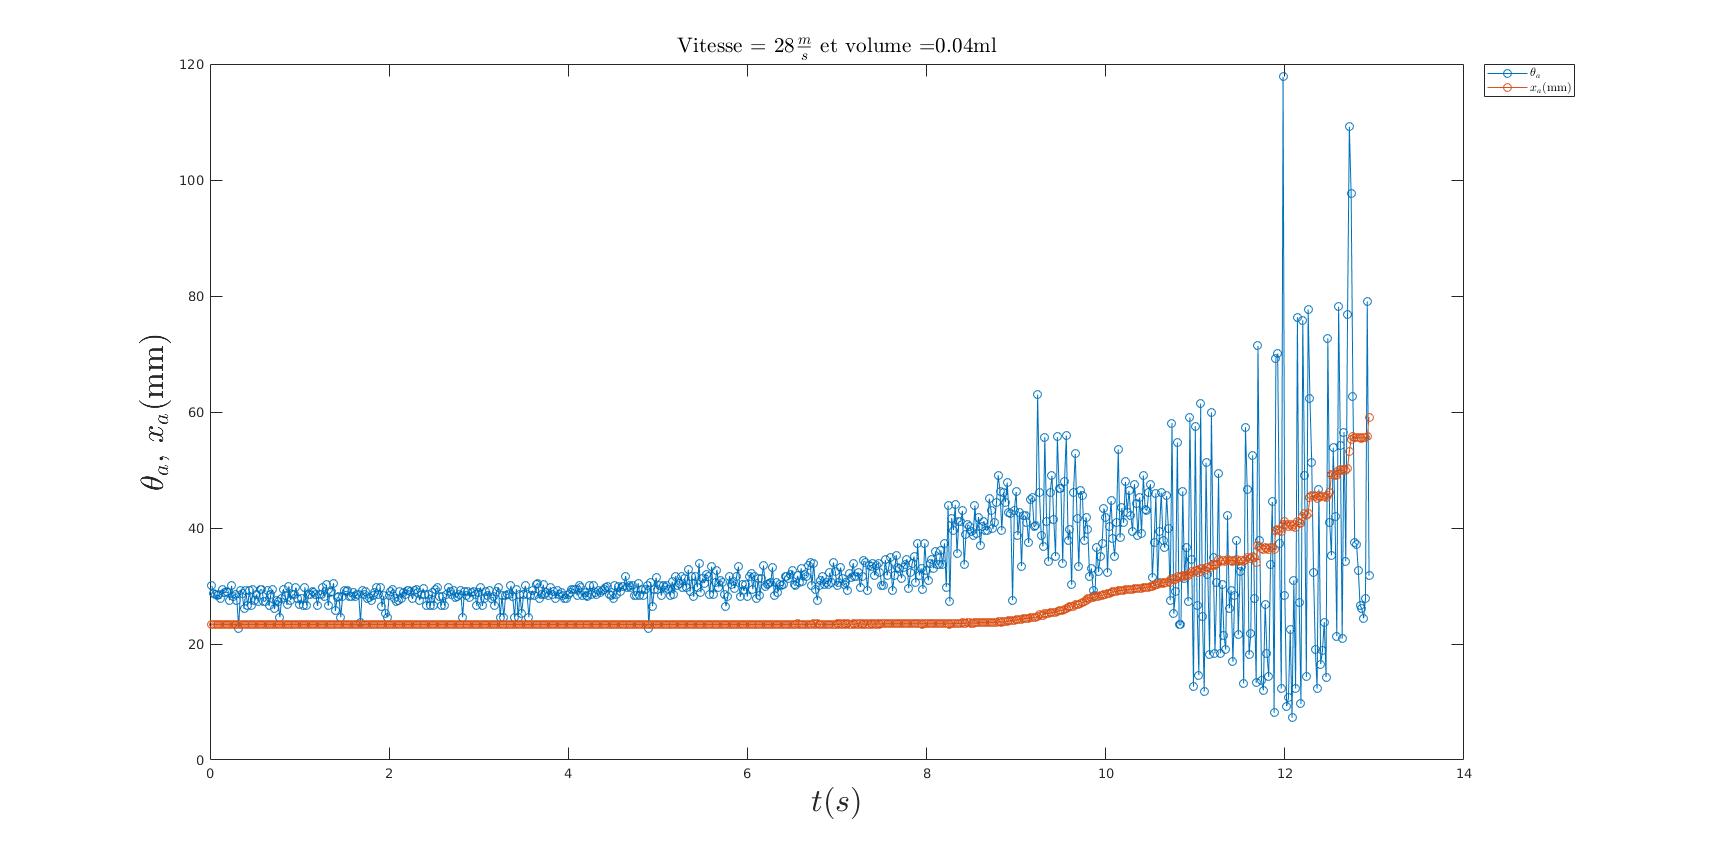 Vitesse = 28 m/s et volume =0.04ml
θₐ
xₐ(mm)
120
100
80
60
40
20
0
θₐ, xₐ(mm)
0 2 4 6 8 10 12 14
t(s)